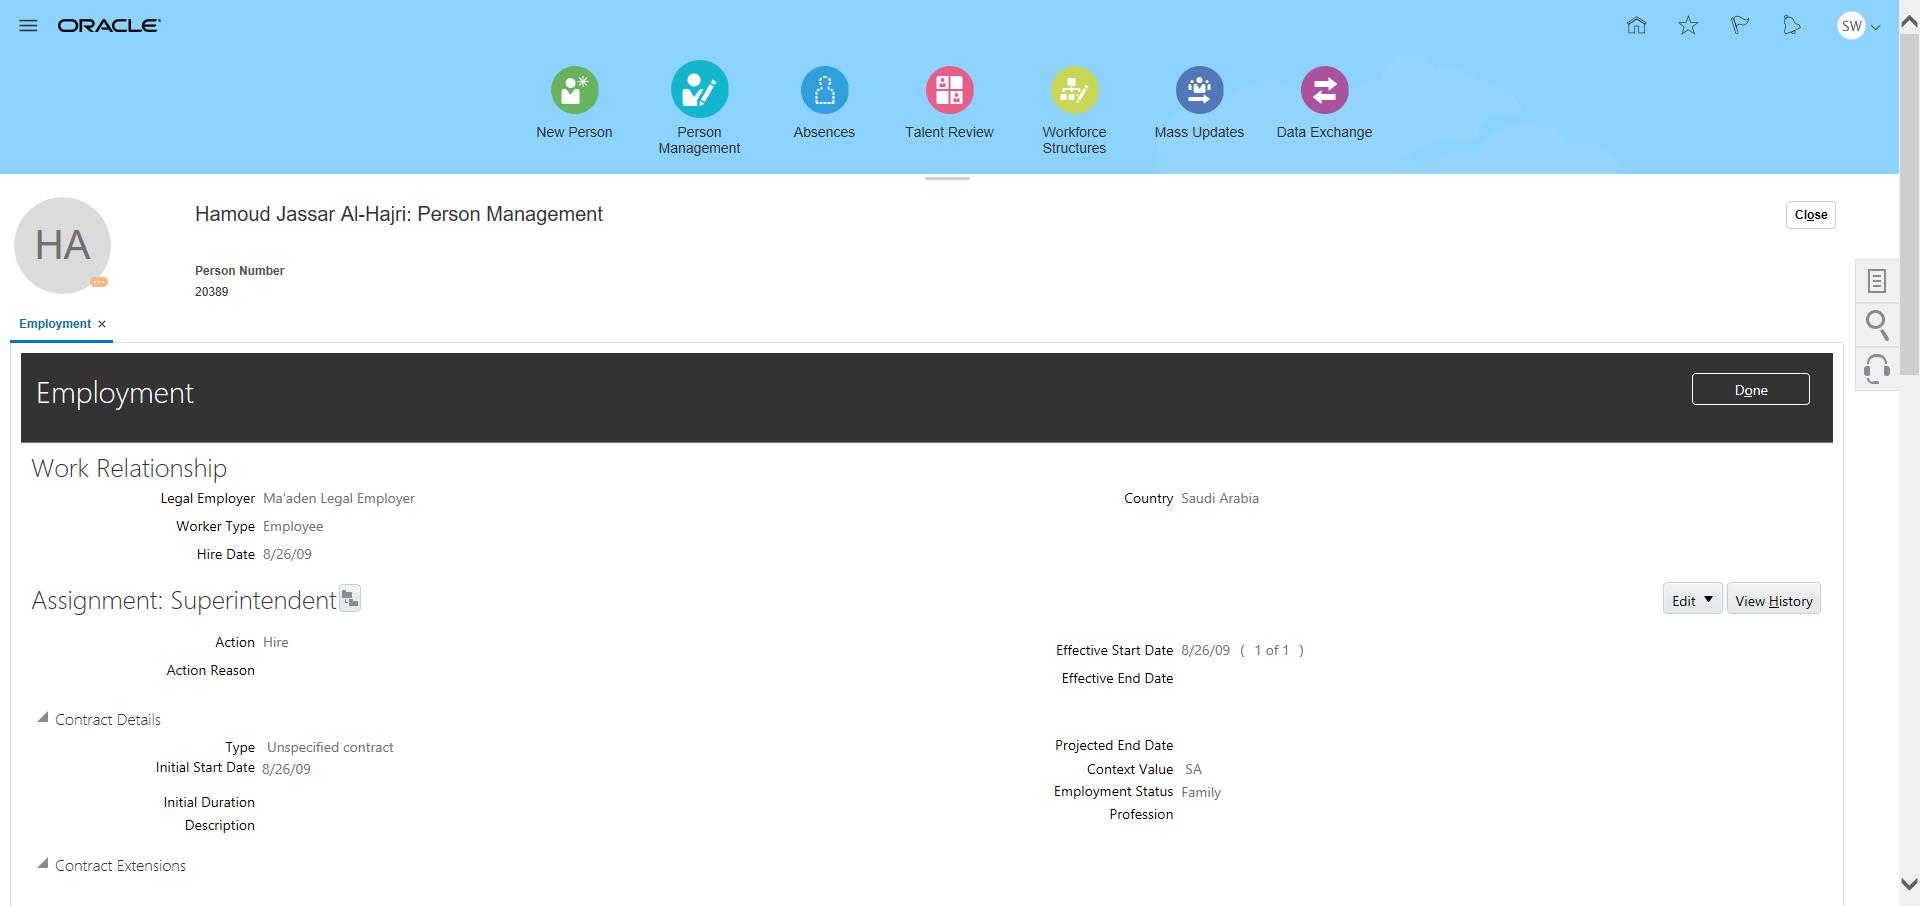 ORACLE
SW
New Person
Person Management
Absences
Talent Review
Workforce Structures
Mass Updates
Data Exchange
HA
Hamoud Jassar Al-Hajri: Person Management
Close
Person Number
20389
Employment
Employment
Done
Work Relationship
Legal Employer Ma'aden Legal Employer
Country Saudi Arabia
Worker Type Employee
Hire Date 8/26/09
Assignment: Superintendent
Edit
View History
Action Hire
Effective Start Date 8/26/09 ( 1 of 1 )
Action Reason
Effective End Date
Contract Details
Type Unspecified contract
Projected End Date
Initial Start Date 8/26/09
Context Value SA
Employment Status Family
Initial Duration
Profession
Description
Contract Extensions